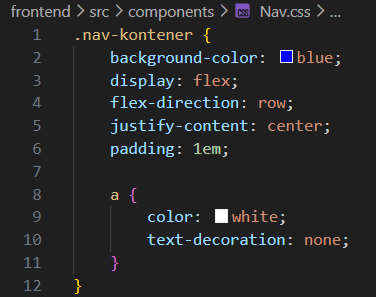 frontend > src > components > Nav.css > ...
1 .nav-kontener {
2 background-color: blue;
3 display: flex;
4 flex-direction: row;
5 justify-content: center;
6 padding: 1em;
7
8 a {
9 color: white;
10 text-decoration: none;
11 }
12 }